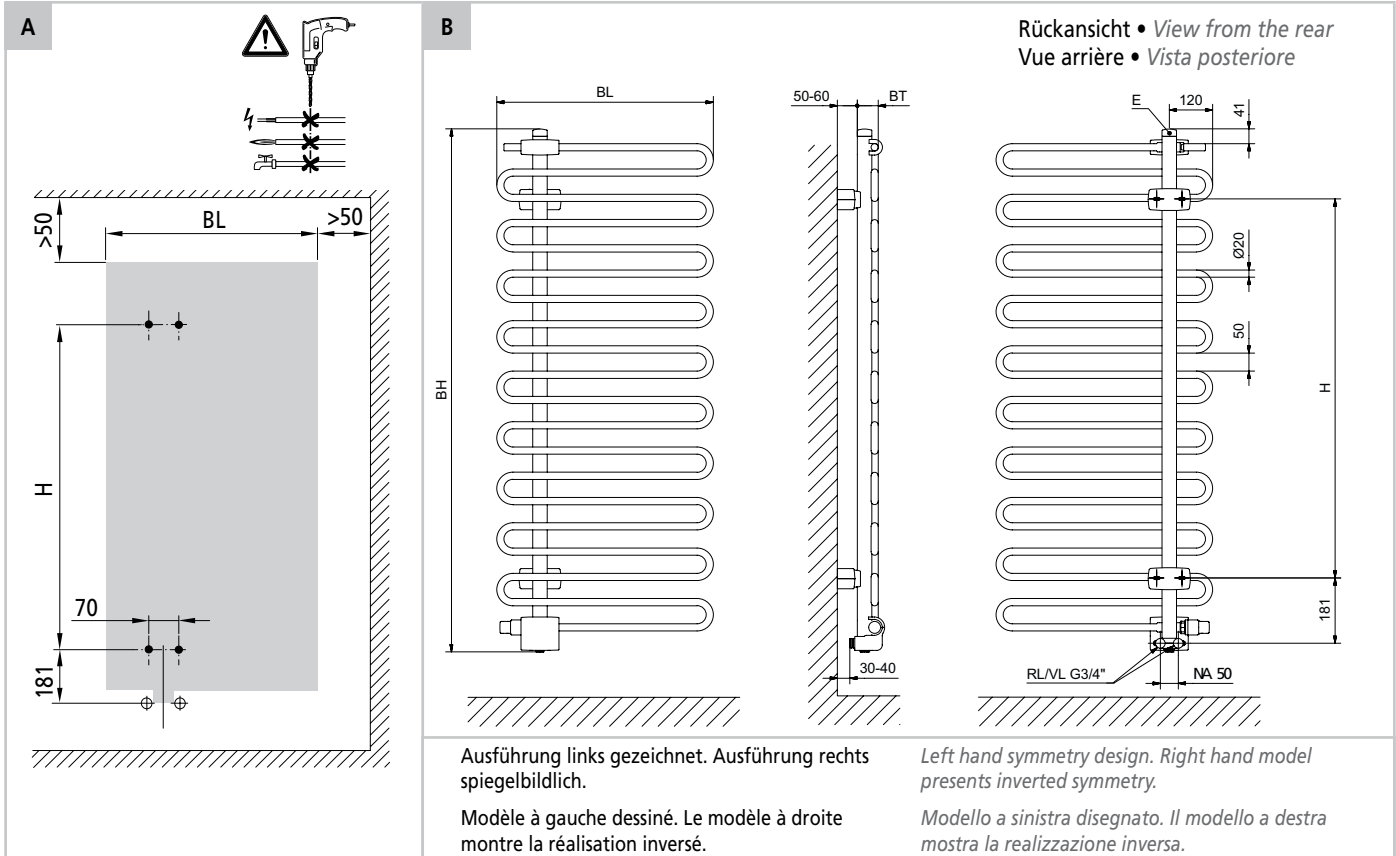 A
>50
BL
>50
H
70
181
B
Rückansicht • View from the rear
Vue arrière • Vista posteriore
BL
BH
50-60
BT
30-40
E
120
41
Ø20
50
H
181
RL/VL G3/4"
NA 50
Ausführung links gezeichnet. Ausführung rechts
spiegelbildlich.
Modèle à gauche dessiné. Le modèle à droite
montre la réalisation inversé.
Left hand symmetry design. Right hand model
presents inverted symmetry.
Modello a sinistra disegnato. Il modello a destra
mostra la realizzazione inversa.